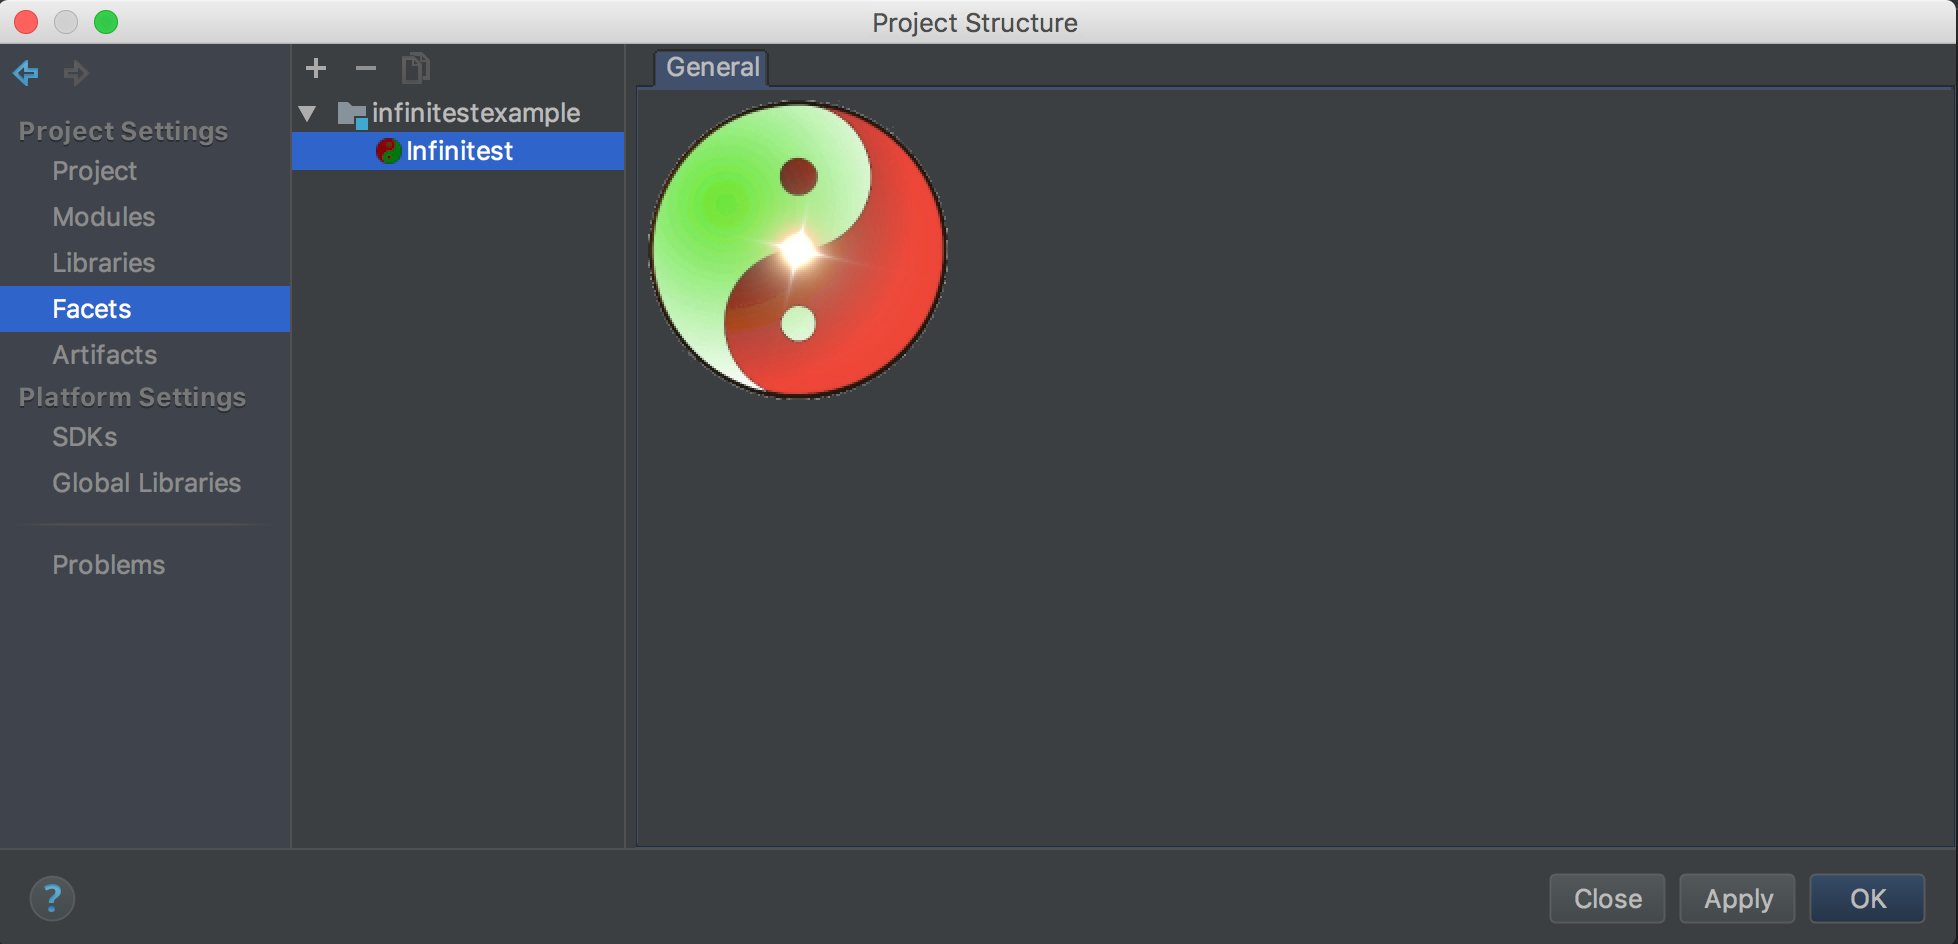 Project Structure
Project Settings
Project
Modules
Libraries
Facets
Artifacts
Platform Settings
SDKs
Global Libraries
Problems
infinitestexample
Infinitest
General
?
Close
Apply
OK